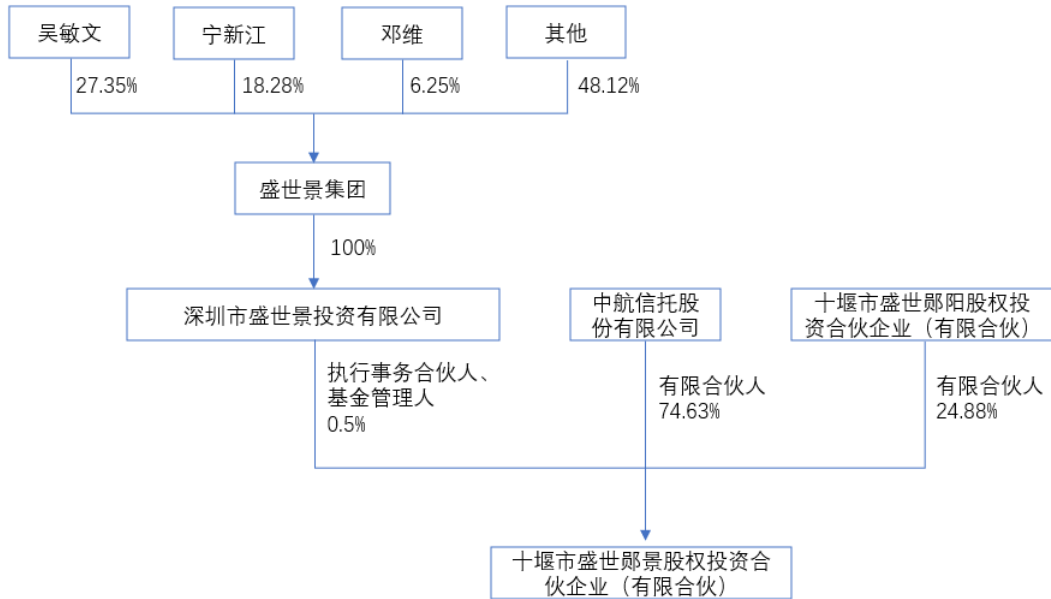 吴敏文
宁新江
邓维
其他
27.35%
18.28%
6.25%
48.12%
盛世景集团
100%
深圳市盛世景投资有限公司
中航信托股
份有限公司
十堰市盛世郧阳股权投
资合伙企业（有限合伙）
执行事务合伙人、
基金管理人
0.5%
有限合伙人
74.63%
有限合伙人
24.88%
十堰市盛世郧景股权投资合
伙企业（有限合伙）